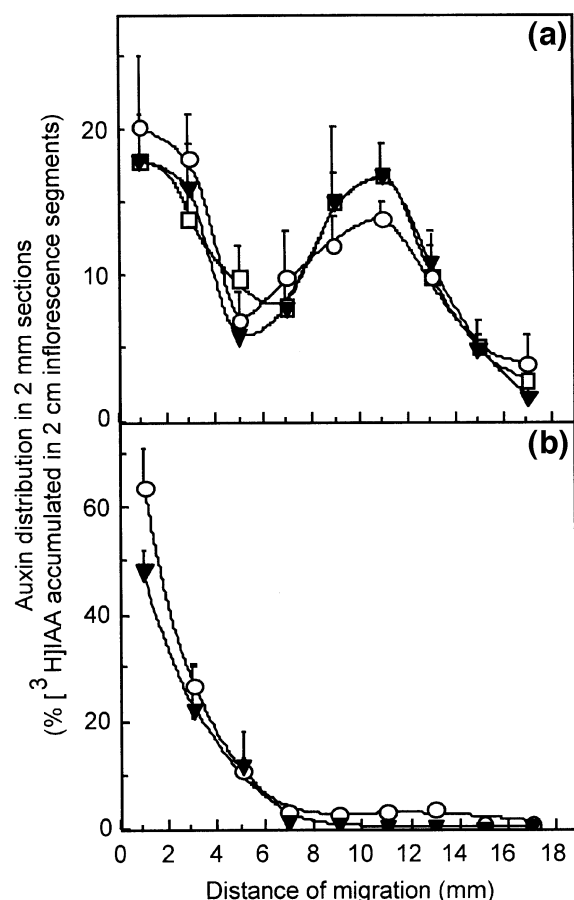 (a)
20
10
0
(b)
60
40
20
0
0 2 4 6 8 10 12 14 16 18
Distance of migration (mm)
Auxin distribution in 2 mm sections
(% [3H]IAA accumulated in 2 cm inflorescence segments)